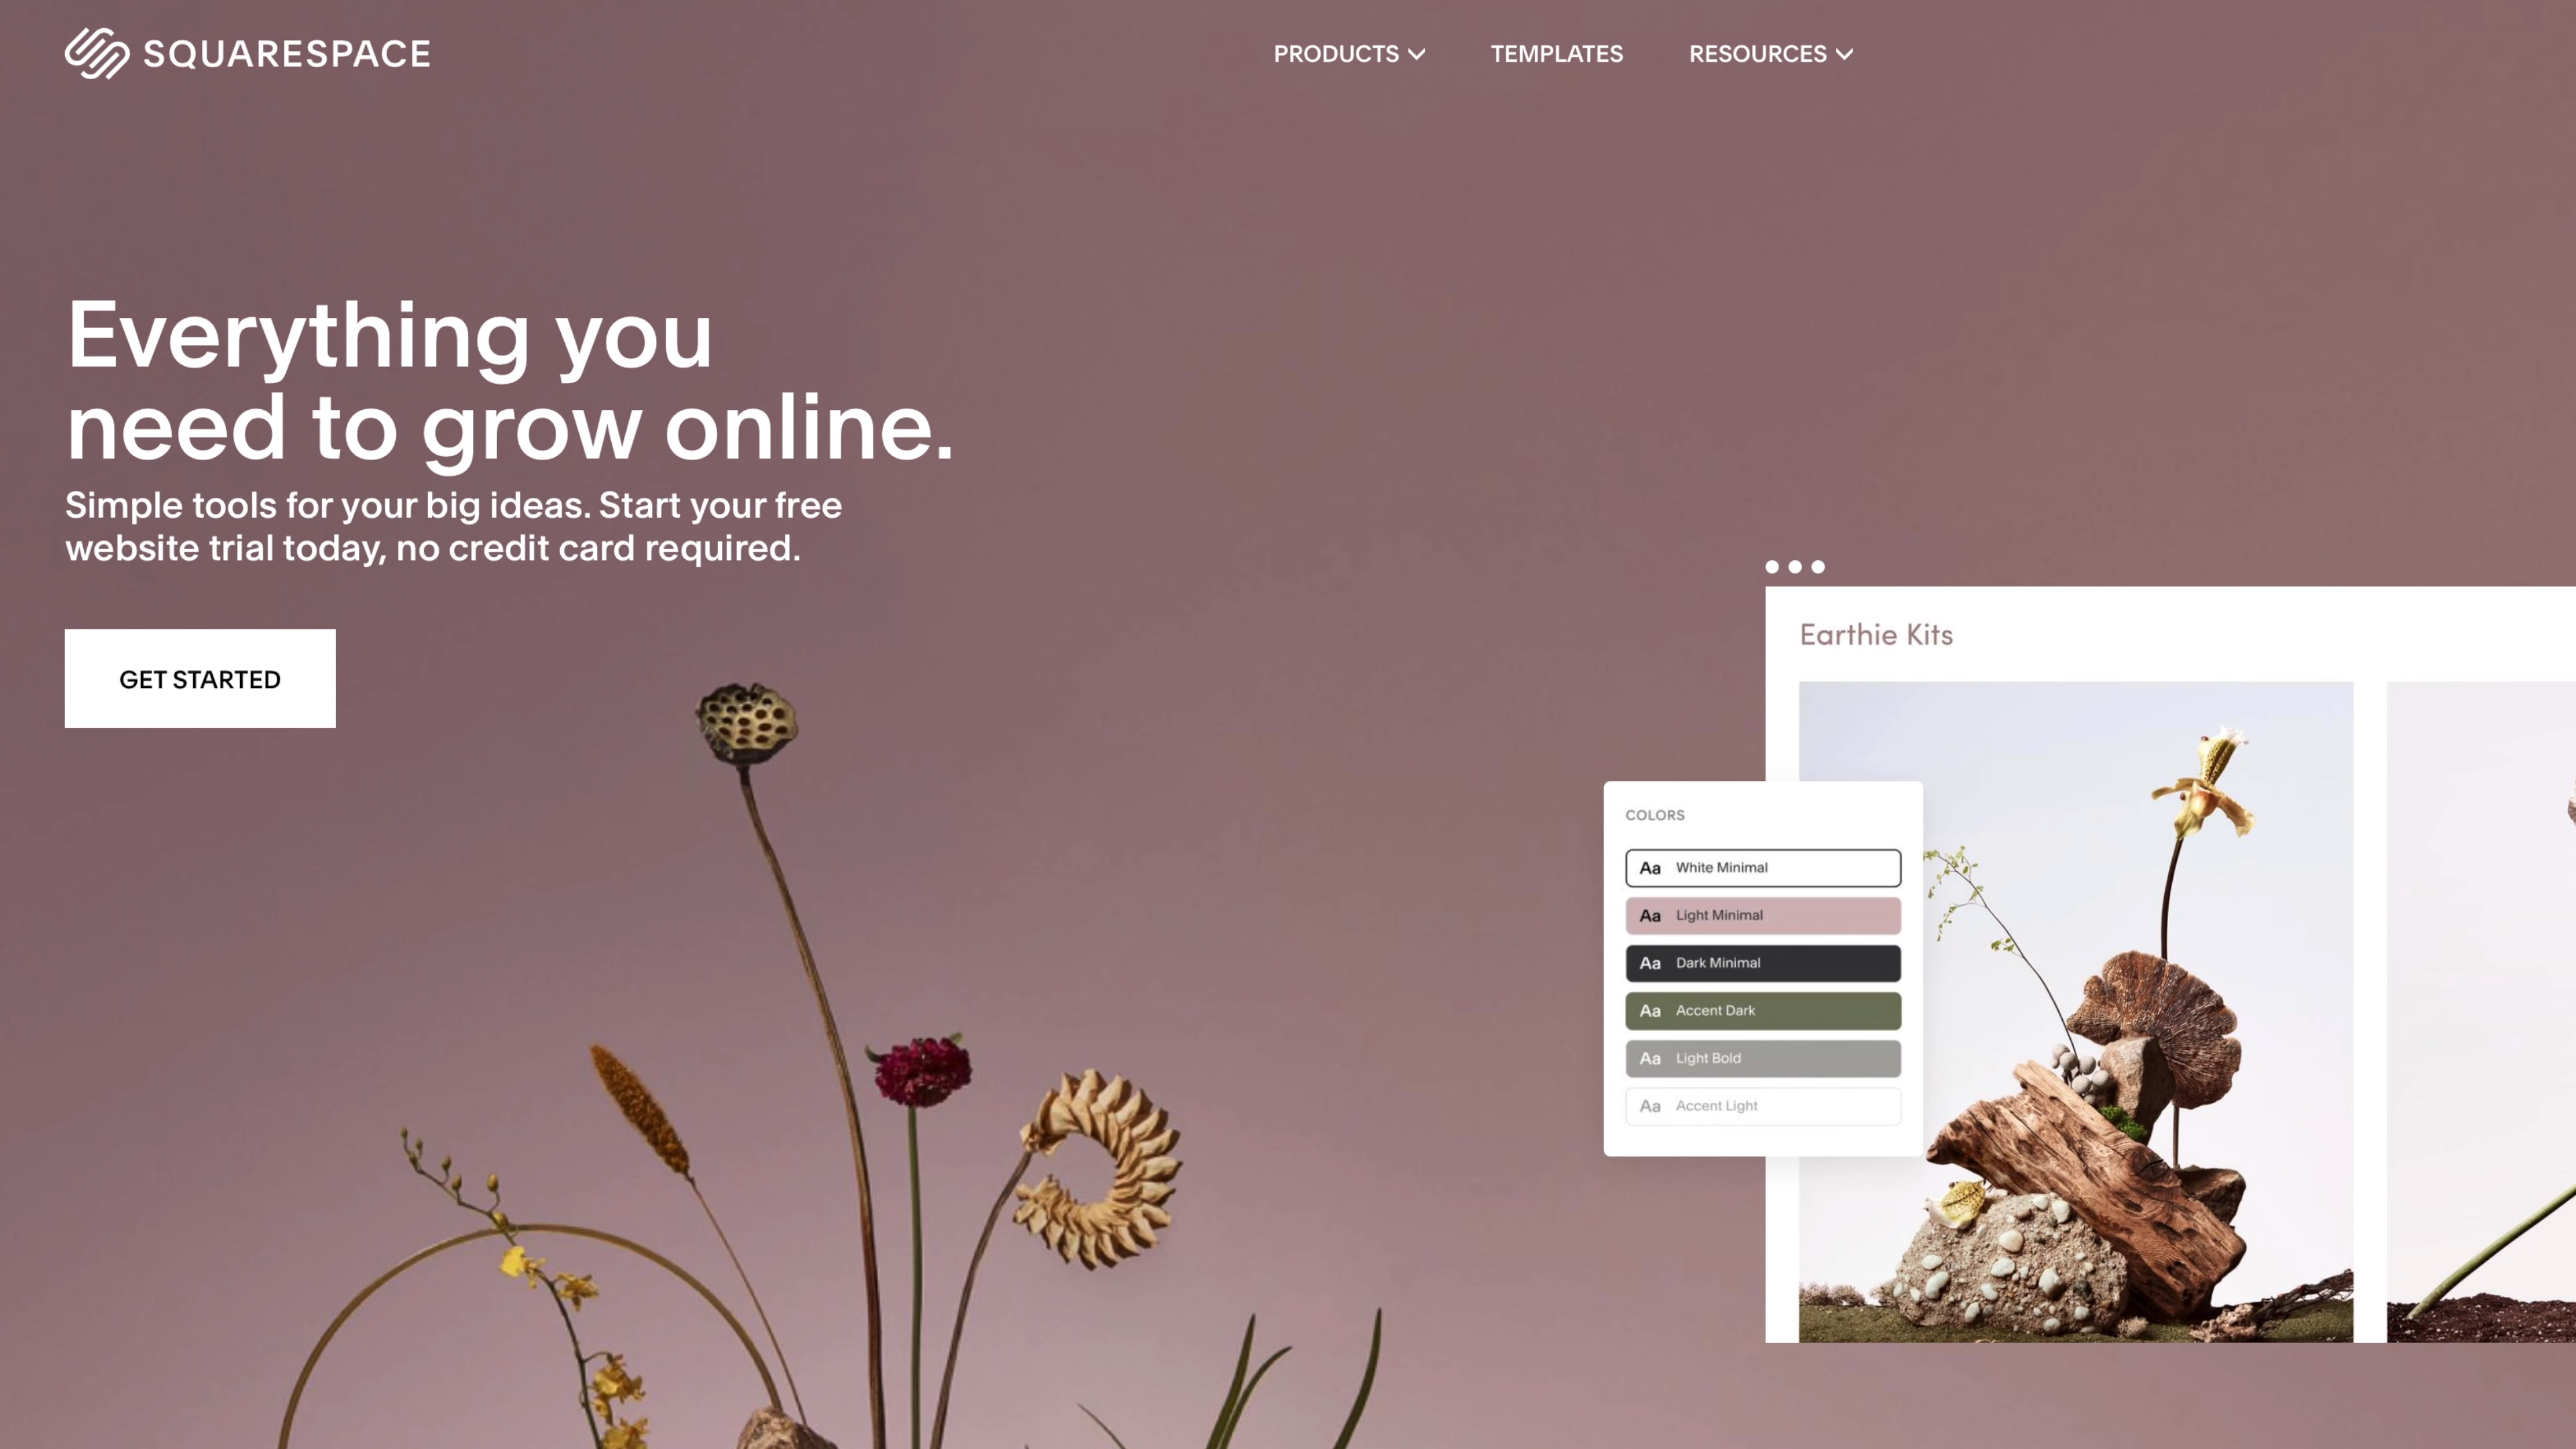 SQUARESPACE
PRODUCTS
TEMPLATES
RESOURCES
Everything you
need to grow online.
Simple tools for your big ideas. Start your free
website trial today, no credit card required.
GET STARTED
Earthie Kits
COLORS
Aa White Minimal
Aa Light Minimal
Aa Dark Minimal
Aa Accent Dark
Aa Light Bold
Aa Accent Light